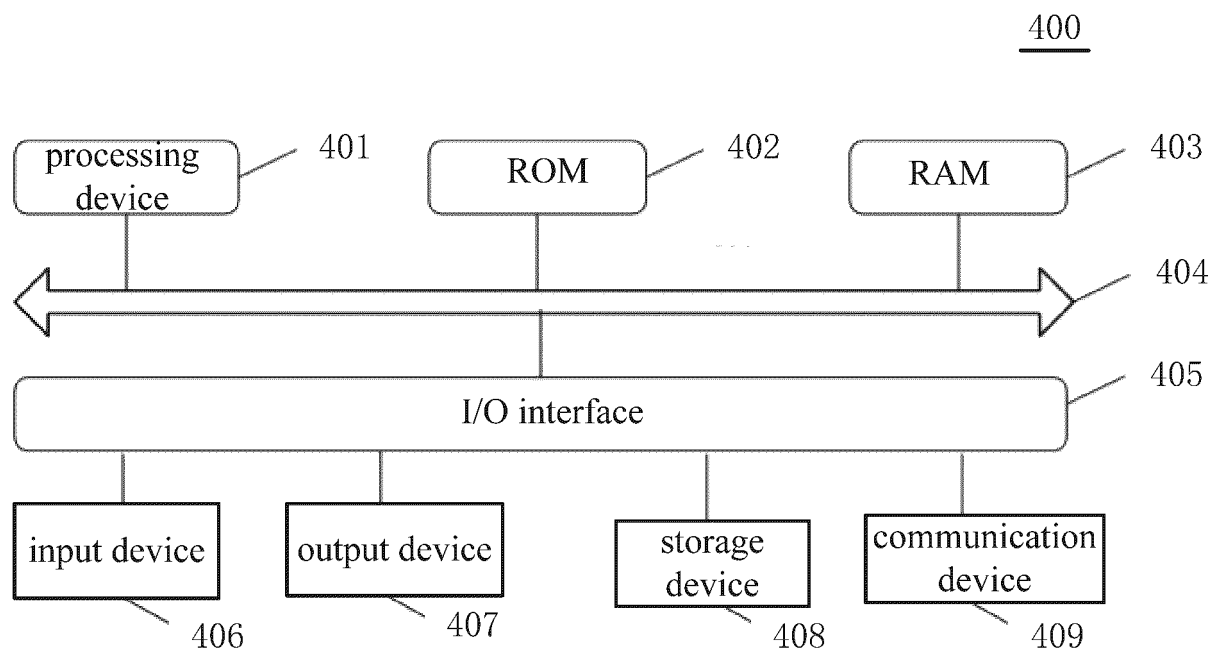 400
processing
device
401
ROM
402
RAM
403
404
I/O interface
405
input device
406
output device
407
storage
device
408
communication
device
409